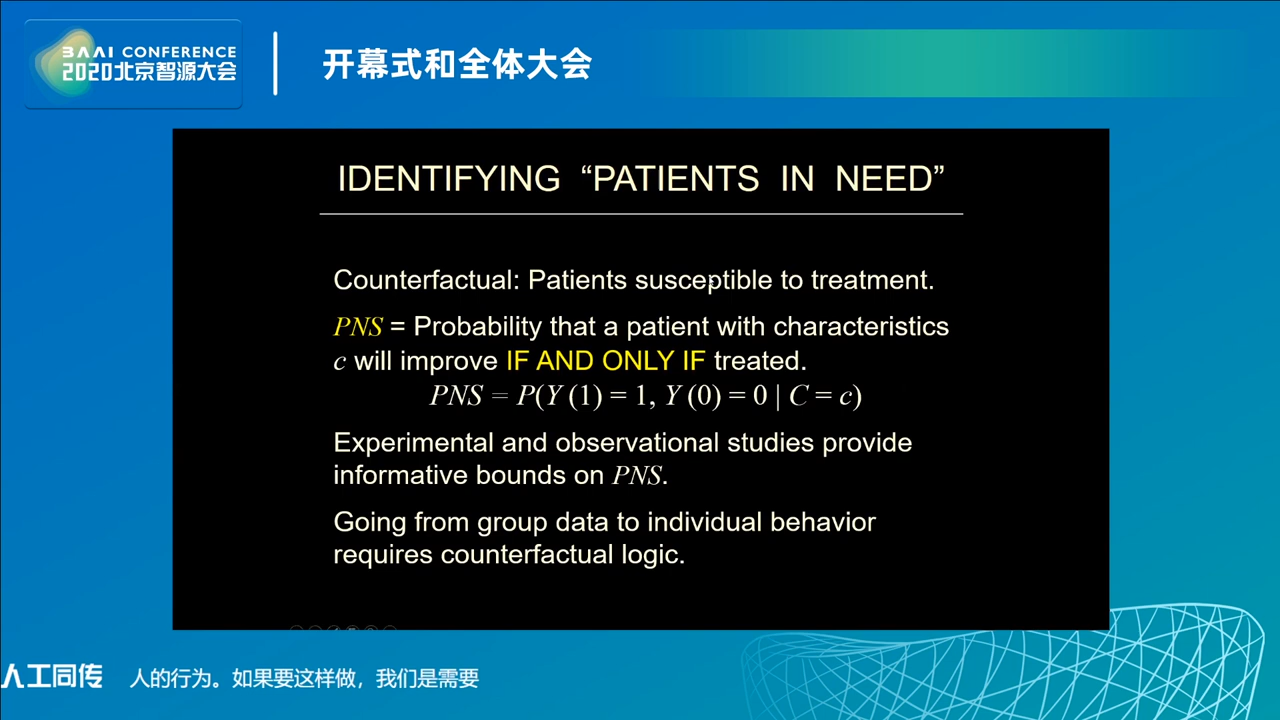 BAAI CONFERENCE
2020北京智源大会
开幕式和全体大会
IDENTIFYING “PATIENTS IN NEED”
Counterfactual: Patients susceptible to treatment.
PNS = Probability that a patient with characteristics
c will improve IF AND ONLY IF treated.
PNS = P(Y (1) = 1, Y (0) = 0 | C = c)
Experimental and observational studies provide
informative bounds on PNS.
Going from group data to individual behavior
requires counterfactual logic.
人工同传 人的行为。如果要这样做，我们是需要